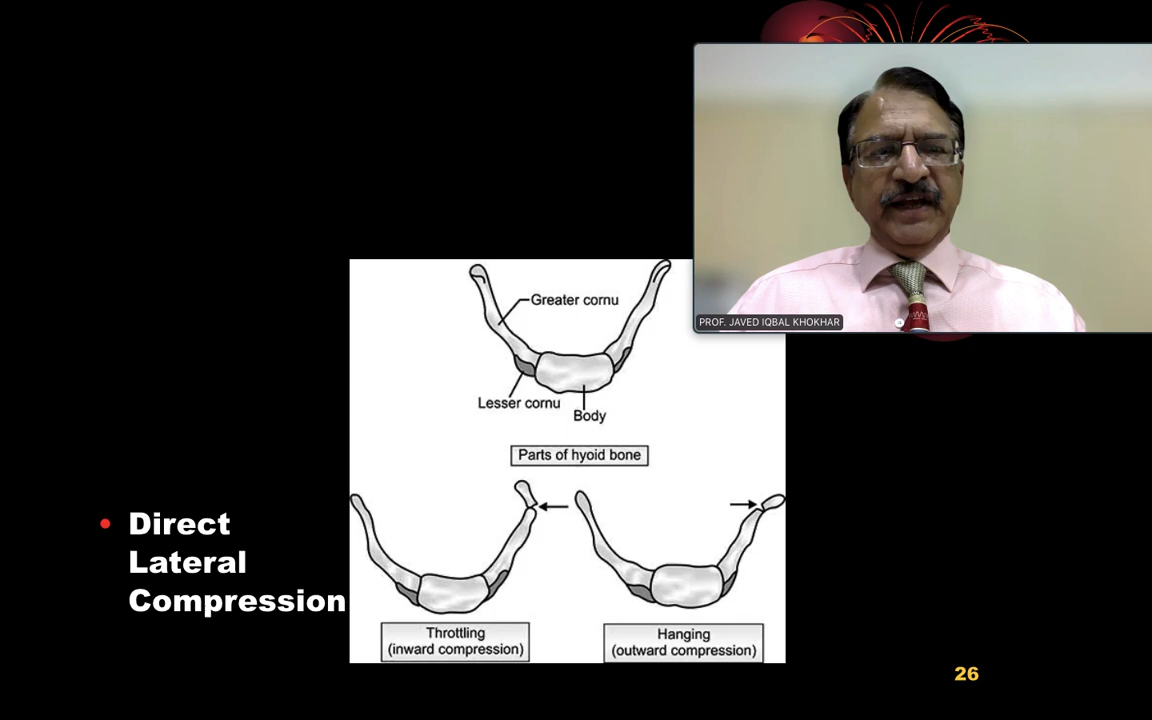 PROF. JAVED IQBAL KHOKHAR
Greater cornu
Lesser cornu
Body
Parts of hyoid bone
• Direct
Lateral
Compression
Throttling
(inward compression)
Hanging
(outward compression)
26